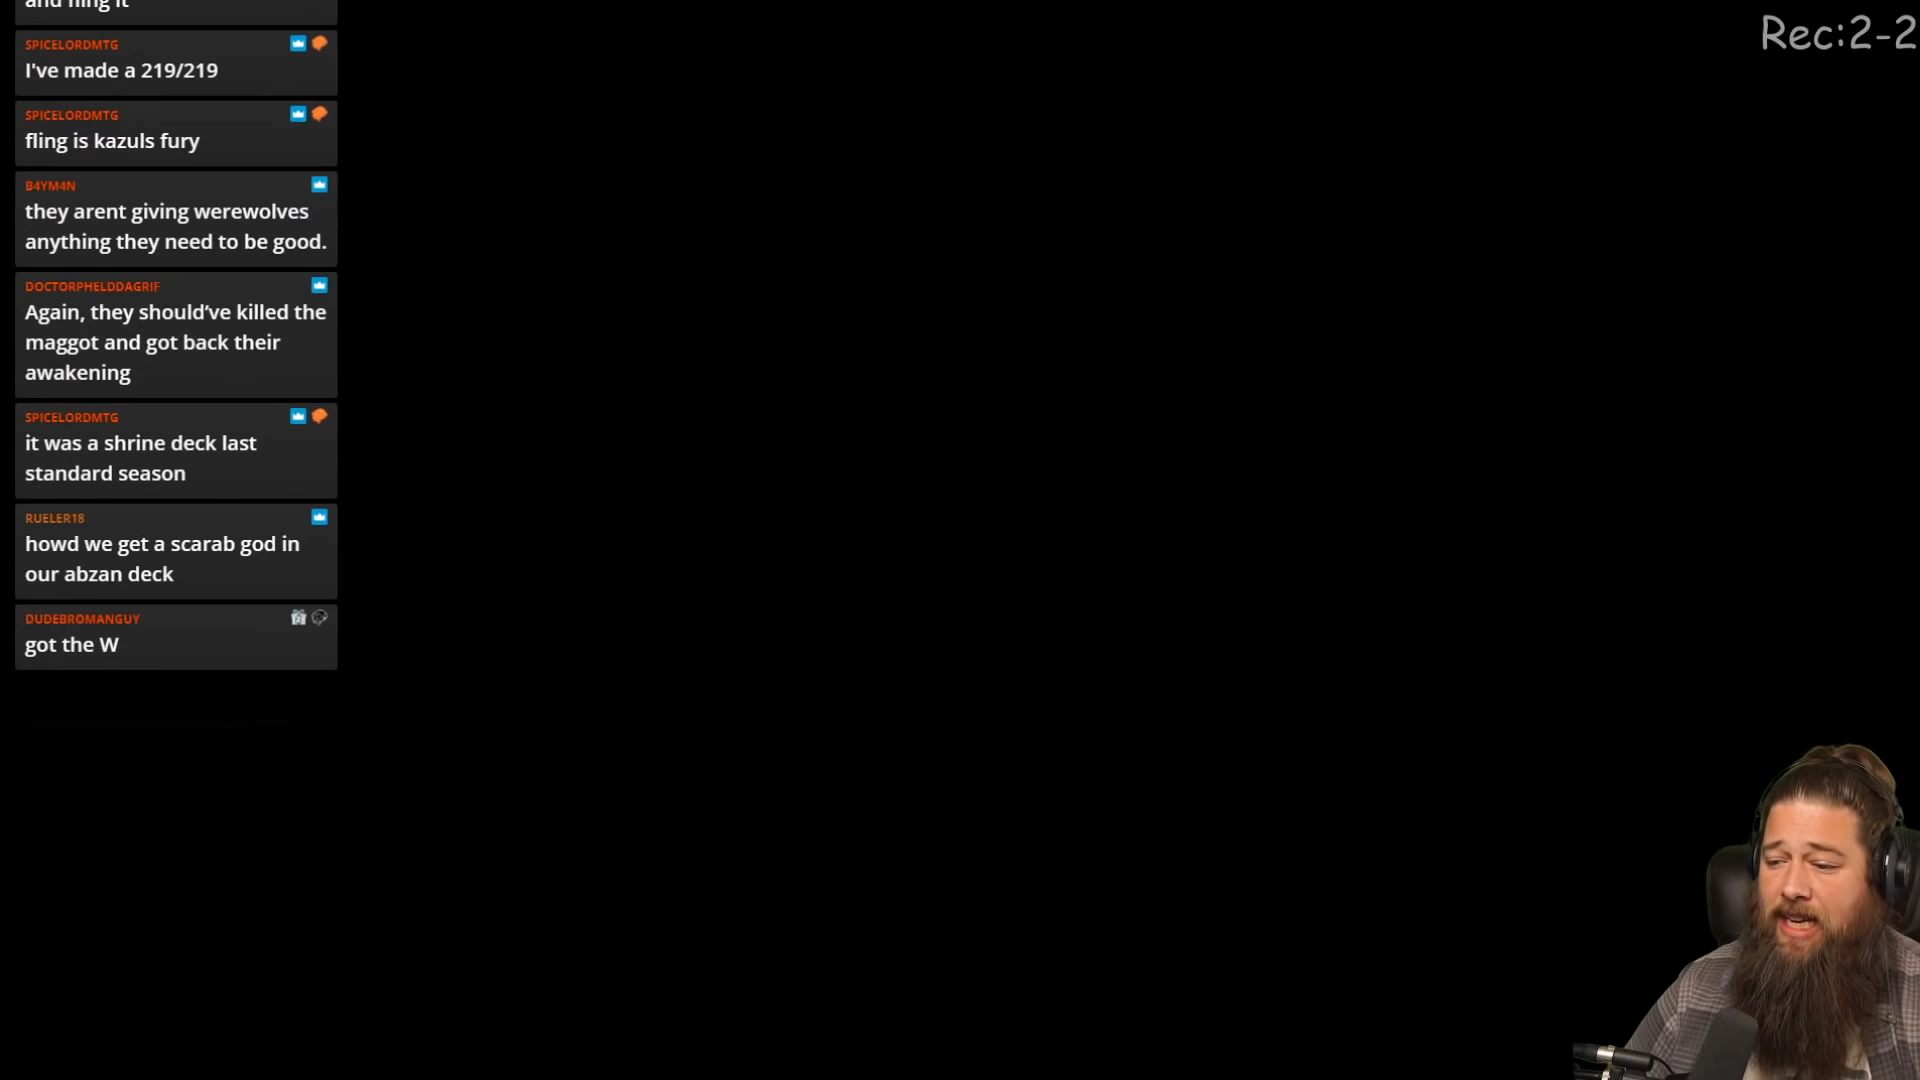 and fling it
Rec:2-2
SPICELORDMTG
I've made a 219/219
SPICELORDMTG
fling is kazuls fury
B4YM4N
they arent giving werewolves
anything they need to be good.
DOCTORPHELDDAGRIF
Again, they should’ve killed the
maggot and got back their
awakening
SPICELORDMTG
it was a shrine deck last
standard season
RUELER18
howd we get a scarab god in
our abzan deck
DUDEBROMANGUY
got the W